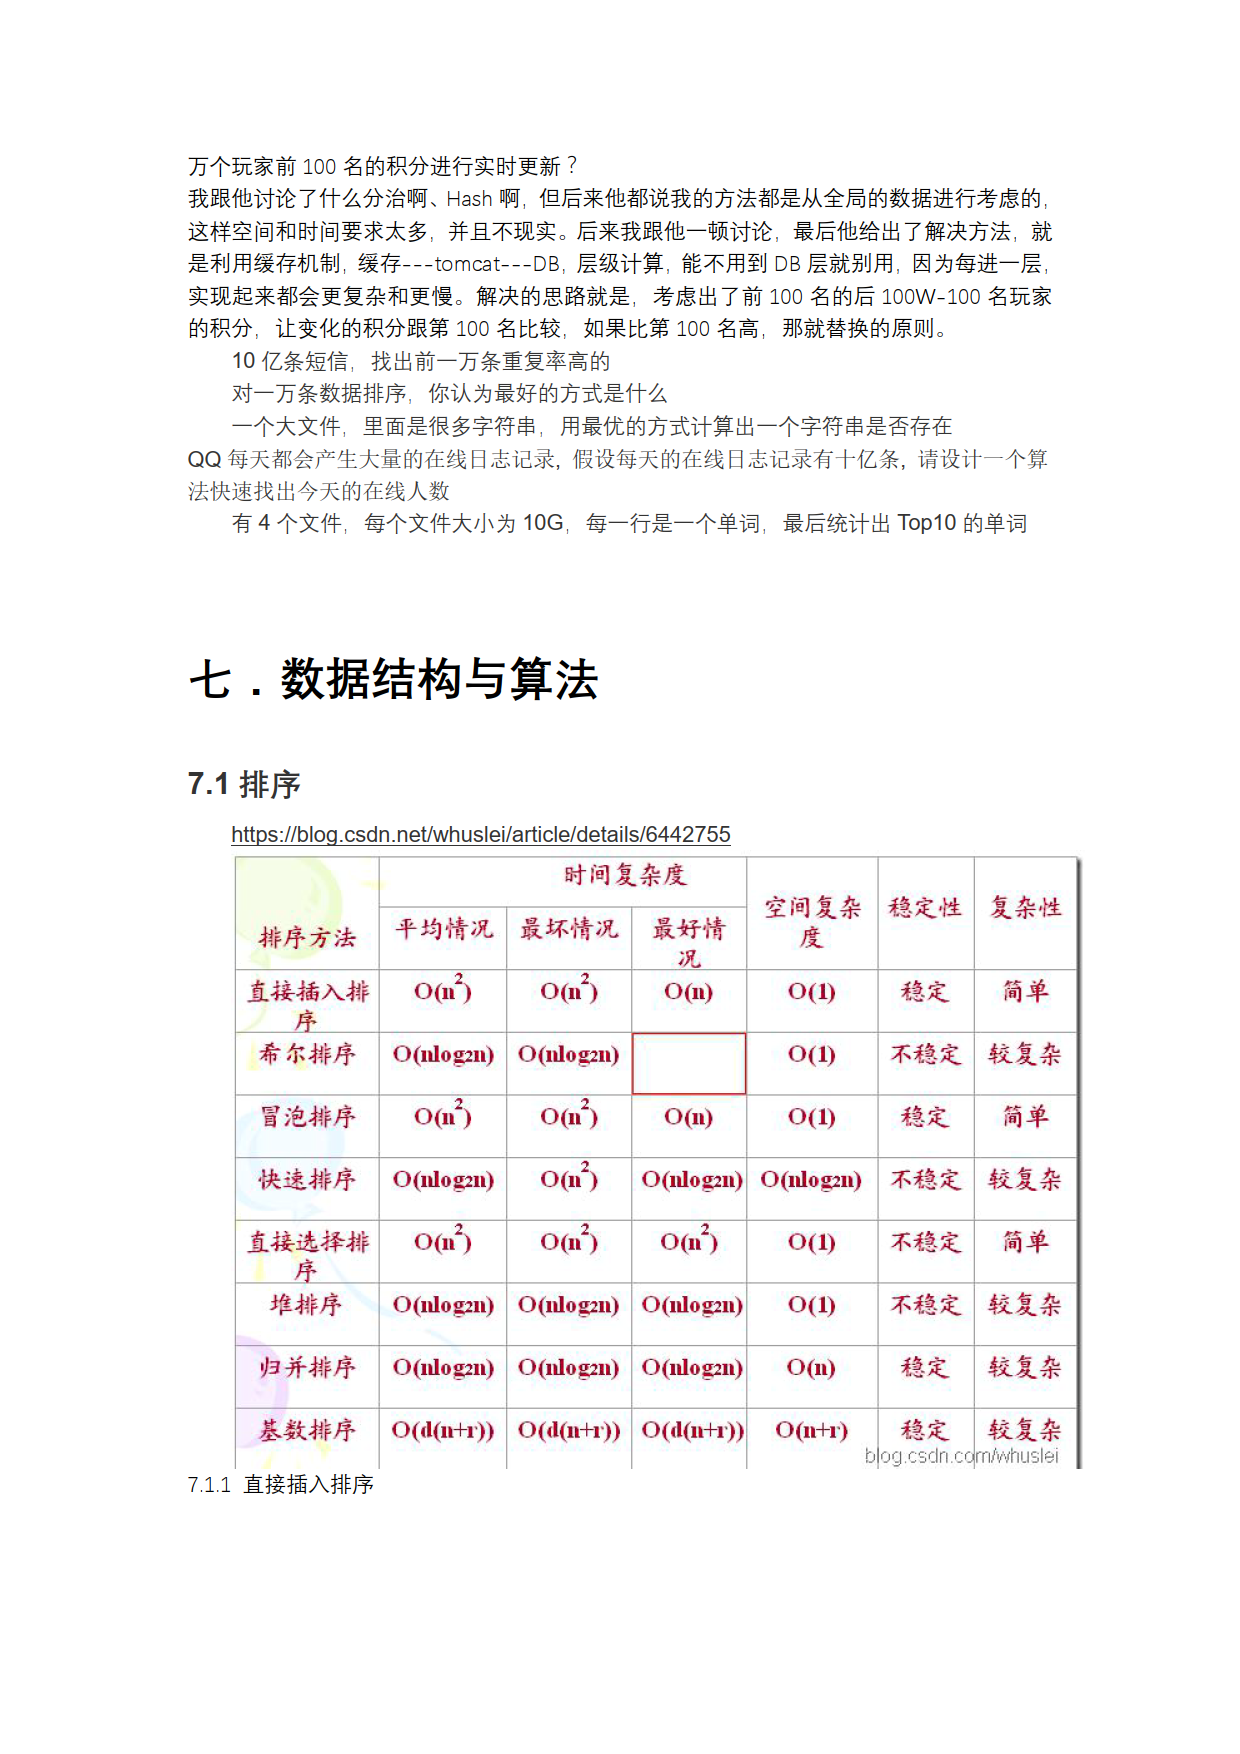 万个玩家前 100 名的积分进行实时更新？
我跟他讨论了什么分治啊、Hash 啊，但后来他都说我的方法都是从全局的数据进行考虑的，
这样空间和时间要求太多，并且不现实。后来我跟他一顿讨论，最后他给出了解决方法，就
是利用缓存机制，缓存---tomcat---DB，层级计算，能不用到 DB 层就别用，因为每进一层，
实现起来都会更复杂和更慢。解决的思路就是，考虑出了前 100 名的后 100W-100 名玩家
的积分，让变化的积分跟第 100 名比较，如果比第 100 名高，那就替换的原则。
10 亿条短信，找出前一万条重复率高的
对一万条数据排序，你认为最好的方式是什么
一个大文件，里面是很多字符串，用最优的方式计算出一个字符串是否存在
QQ 每天都会产生大量的在线日志记录，假设每天的在线日志记录有十亿条，请设计一个算
法快速找出今天的在线人数
有 4 个文件，每个文件大小为 10G，每一行是一个单词，最后统计出 Top10 的单词
七．数据结构与算法
7.1 排序
https://blog.csdn.net/whuslei/article/details/6442755
排序方法 时间复杂度 空间复杂度 稳定性 复杂性
平均情况 最坏情况 最好情况
直接插入排序 O(n²) O(n²) O(n) O(1) 稳定 简单
希尔排序 O(nlog2n) O(nlog2n) O(1) 不稳定 较复杂
冒泡排序 O(n²) O(n²) O(n) O(1) 稳定 简单
快速排序 O(nlog2n) O(n²) O(nlog2n) O(nlog2n) 不稳定 较复杂
直接选择排序 O(n²) O(n²) O(n²) O(1) 不稳定 简单
堆排序 O(nlog2n) O(nlog2n) O(nlog2n) O(1) 不稳定 较复杂
归并排序 O(nlog2n) O(nlog2n) O(nlog2n) O(n) 稳定 较复杂
基数排序 O(d(n+r)) O(d(n+r)) O(d(n+r)) O(n+r) 稳定 较复杂
blog.csdn.com/whuslei
7.1.1 直接插入排序